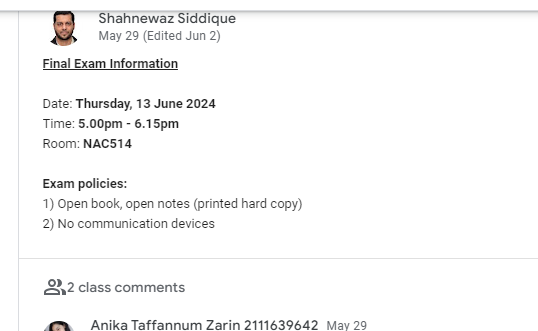 Shahnewaz Siddique
May 29 (Edited Jun 2)
Final Exam Information
Date: Thursday, 13 June 2024
Time: 5.00pm - 6.15pm
Room: NAC514
Exam policies:
1) Open book, open notes (printed hard copy)
2) No communication devices
2 class comments
Anika Taffannum Zarin 2111639642 May 29